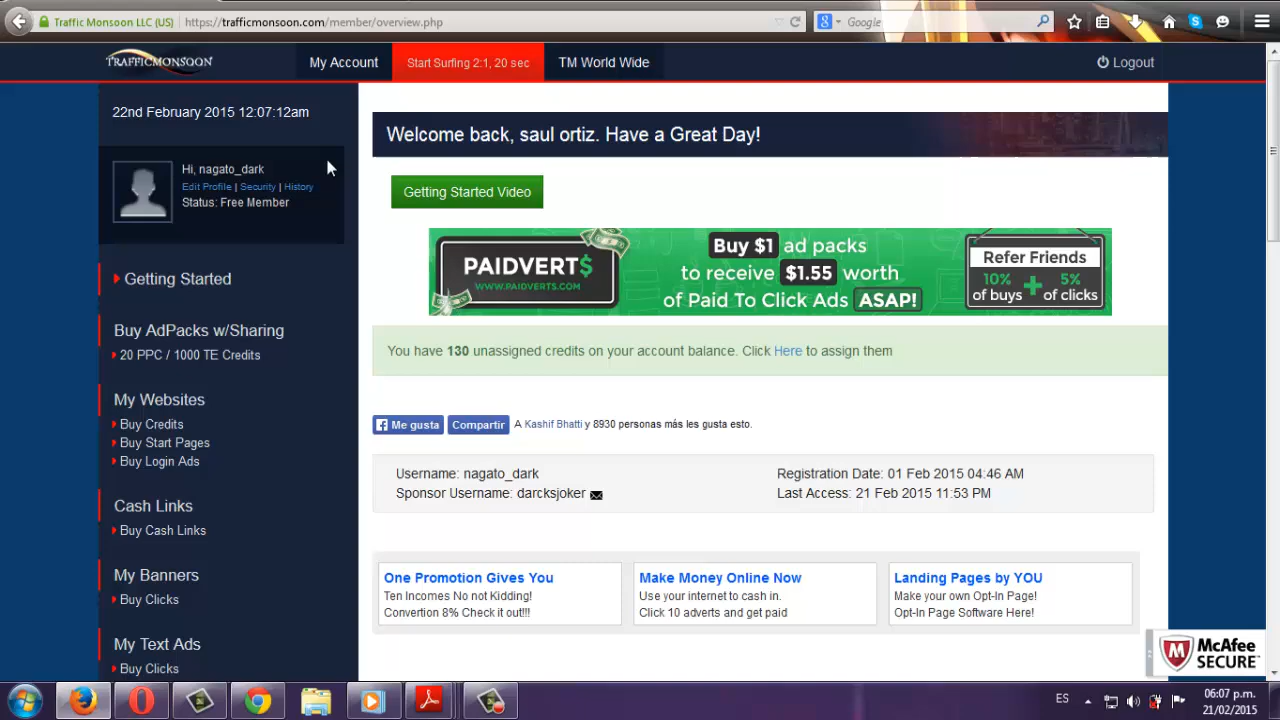 Traffic Monsoon LLC (US)
https://trafficmonsoon.com/member/overview.php
Google
TRAFFICMONSOON
My Account
Start Surfing 2:1, 20 sec
TM World Wide
Logout
22nd February 2015 12:07:12am
Hi, nagato_dark
Edit Profile | Security | History
Status: Free Member
Getting Started
Buy AdPacks w/Sharing
20 PPC / 1000 TE Credits
My Websites
Buy Credits
Buy Start Pages
Buy Login Ads
Cash Links
Buy Cash Links
My Banners
Buy Clicks
My Text Ads
Buy Clicks
Welcome back, saul ortiz. Have a Great Day!
Getting Started Video
PAIDVERT$
WWW.PAIDVERTS.COM
Buy $1 ad packs
to receive $1.55 worth
of Paid To Click Ads ASAP!
Refer Friends
10% + 5%
of buys of clicks
You have 130 unassigned credits on your account balance. Click Here to assign them
Me gusta
Compartir
A Kashif Bhatti y 8930 personas más les gusta esto.
Username: nagato_dark
Sponsor Username: darcksjoker
Registration Date: 01 Feb 2015 04:46 AM
Last Access: 21 Feb 2015 11:53 PM
One Promotion Gives You
Ten Incomes No not Kidding!
Convertion 8% Check it out!!!
Make Money Online Now
Use your internet to cash in.
Click 10 adverts and get paid
Landing Pages by YOU
Make your own Opt-In Page!
Opt-In Page Software Here!
McAfee
SECURE
ES
06:07 p.m.
21/02/2015